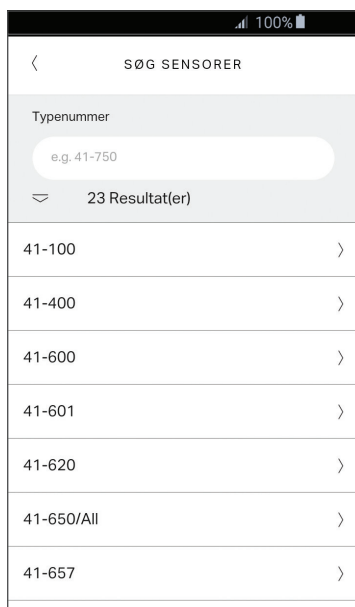 100%
SØG SENSORER
Typenummer
e.g. 41-750
23 Resultat(er)
41-100
41-400
41-600
41-601
41-620
41-650/All
41-657